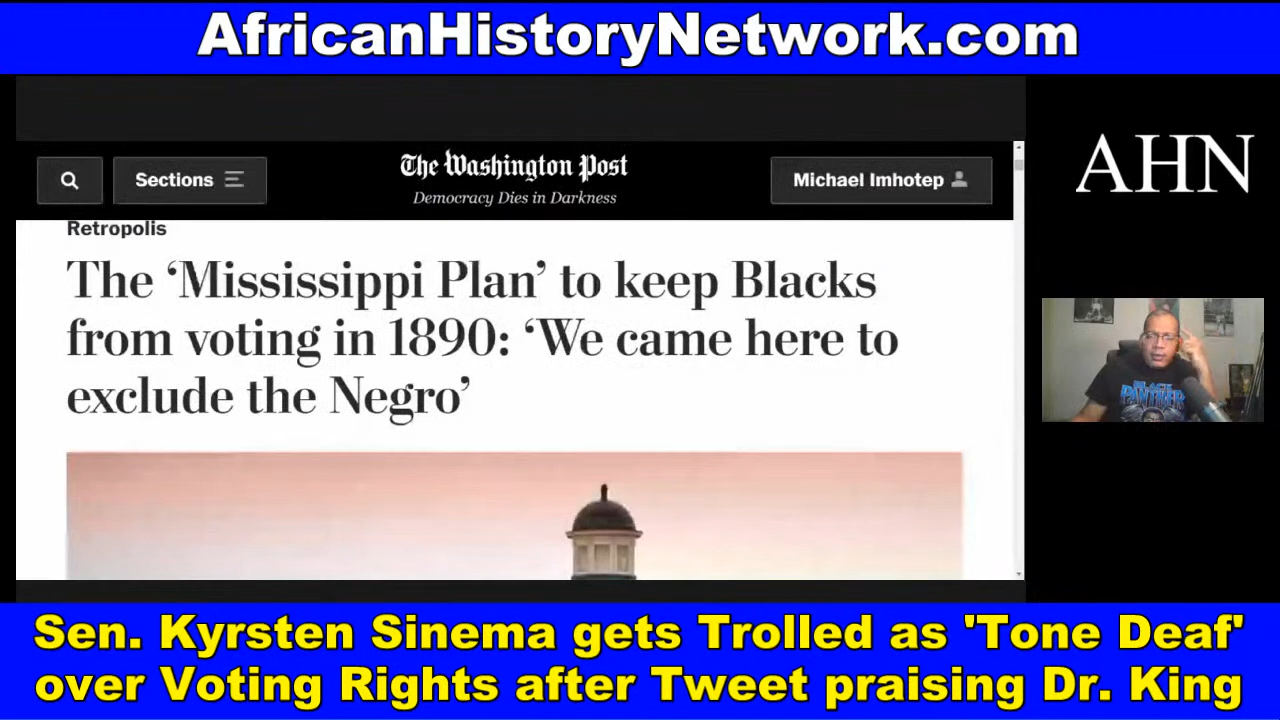 AfricanHistoryNetwork.com
Sections
The Washington Post
Democracy Dies in Darkness
Michael Imhotep
AHN
Retropolis
The ‘Mississippi Plan’ to keep Blacks
from voting in 1890: ‘We came here to
exclude the Negro’
BLACK
PANTHER
Sen. Kyrsten Sinema gets Trolled as 'Tone Deaf'
over Voting Rights after Tweet praising Dr. King